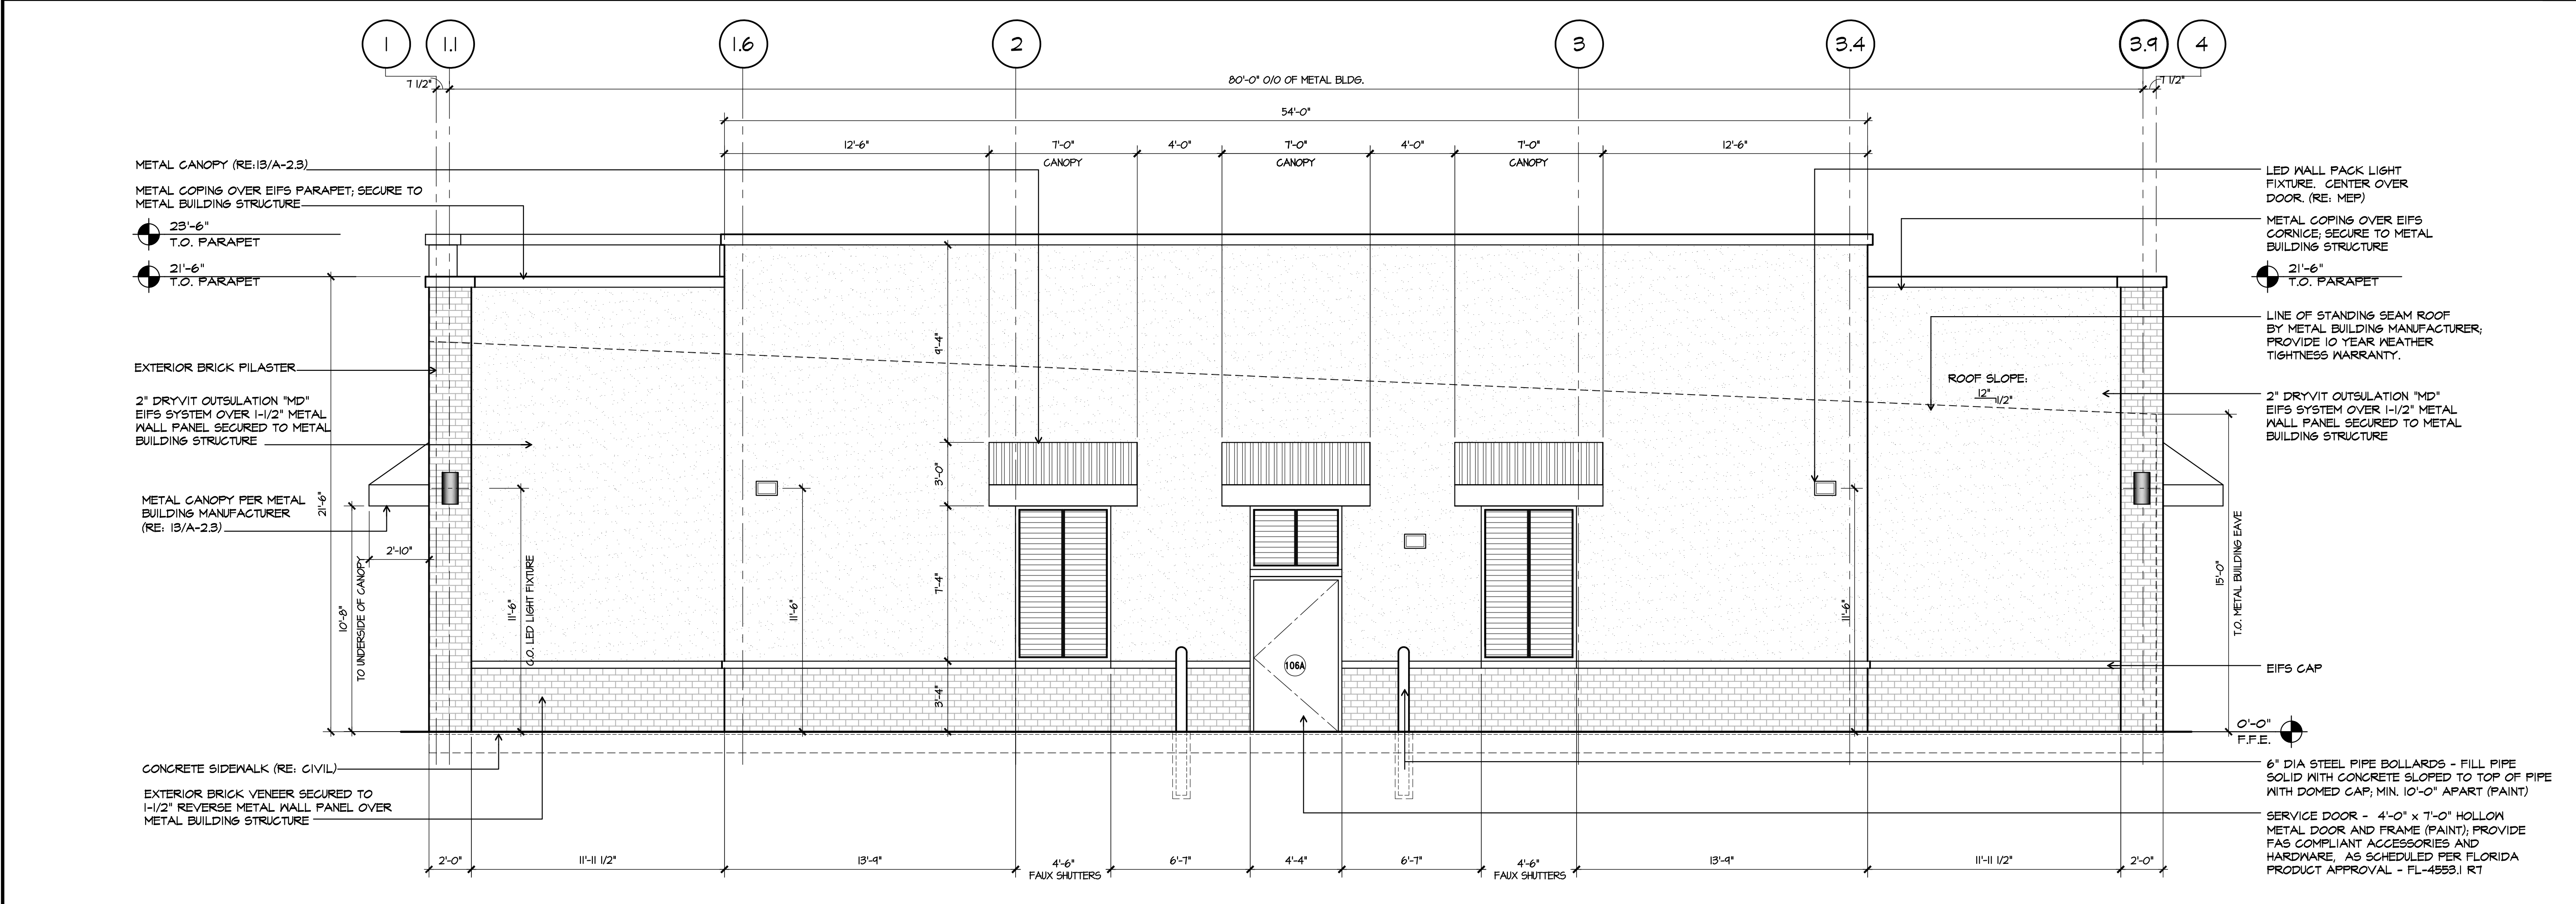 1 1.1 1.6 2 3 3.4 3.9 4
7 1/2" 80'-0" O/O OF METAL BLDG. 7 1/2"
54'-0"
12'-6" 7'-0" 4'-0" 7'-0" 4'-0" 7'-0" 12'-6"
CANOPY CANOPY CANOPY
METAL CANOPY (RE:13/A-2.3)
METAL COPING OVER EIFS PARAPET; SECURE TO
METAL BUILDING STRUCTURE
23'-6"
T.O. PARAPET
21'-6"
T.O. PARAPET
EXTERIOR BRICK PILASTER
2" DRYVIT OUTSULATION "MD"
EIFS SYSTEM OVER 1-1/2" METAL
WALL PANEL SECURED TO METAL
BUILDING STRUCTURE
METAL CANOPY PER METAL
BUILDING MANUFACTURER
(RE: 13/A-2.3)
21'-6"
2'-10"
10'-8"
TO UNDERSIDE OF CANOPY
11'-6"
C.O. LED LIGHT FIXTURE
11'-6"
9'-4"
3'-0"
7'-4"
3'-4"
106A
11'-6"
ROOF SLOPE:
12"
1/2"
15'-0"
T.O. METAL BUILDING EAVE
LED WALL PACK LIGHT
FIXTURE. CENTER OVER
DOOR. (RE: MEP)
METAL COPING OVER EIFS
CORNICE; SECURE TO METAL
BUILDING STRUCTURE
21'-6"
T.O. PARAPET
LINE OF STANDING SEAM ROOF
BY METAL BUILDING MANUFACTURER;
PROVIDE 10 YEAR WEATHER
TIGHTNESS WARRANTY.
2" DRYVIT OUTSULATION "MD"
EIFS SYSTEM OVER 1-1/2" METAL
WALL PANEL SECURED TO METAL
BUILDING STRUCTURE
EIFS CAP
0'-0"
F.F.E.
CONCRETE SIDEWALK (RE: CIVIL)
EXTERIOR BRICK VENEER SECURED TO
1-1/2" REVERSE METAL WALL PANEL OVER
METAL BUILDING STRUCTURE
6" DIA STEEL PIPE BOLLARDS - FILL PIPE
SOLID WITH CONCRETE SLOPED TO TOP OF PIPE
WITH DOMED CAP; MIN. 10'-0" APART (PAINT)
SERVICE DOOR - 4'-0" x 7'-0" HOLLOW
METAL DOOR AND FRAME (PAINT); PROVIDE
FAS COMPLIANT ACCESSORIES AND
HARDWARE, AS SCHEDULED PER FLORIDA
PRODUCT APPROVAL - FL-4553.1 R7
2'-0" 11'-11 1/2" 13'-9" 4'-6" 6'-7" 4'-4" 6'-7" 4'-6" 13'-9" 11'-11 1/2" 2'-0"
FAUX SHUTTERS FAUX SHUTTERS